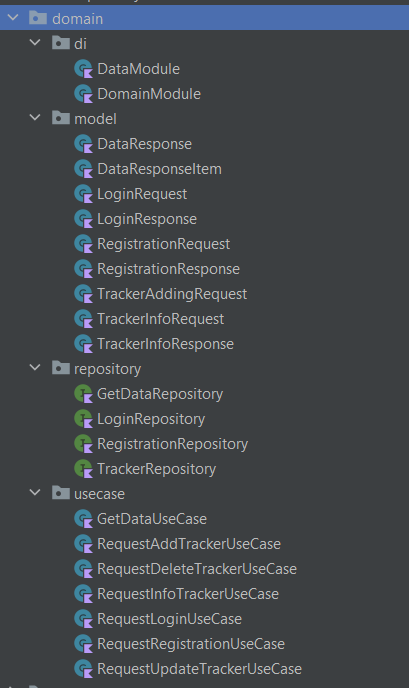 domain
di
DataModule
DomainModule
model
DataResponse
DataResponseItem
LoginRequest
LoginResponse
RegistrationRequest
RegistrationResponse
TrackerAddingRequest
TrackerInfoRequest
TrackerInfoResponse
repository
GetDataRepository
LoginRepository
RegistrationRepository
TrackerRepository
usecase
GetDataUseCase
RequestAddTrackerUseCase
RequestDeleteTrackerUseCase
RequestInfoTrackerUseCase
RequestLoginUseCase
RequestRegistrationUseCase
RequestUpdateTrackerUseCase